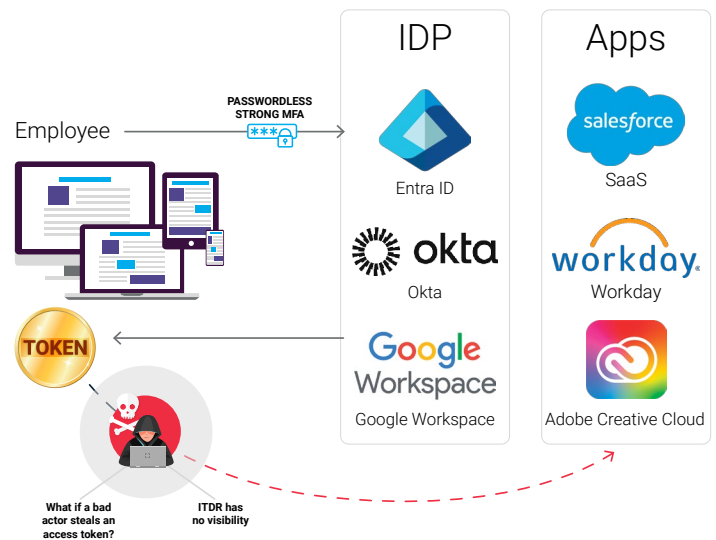 IDP
Apps
PASSWORDLESS
STRONG MFA
***
Employee
salesforce
SaaS
Entra ID
okta
Okta
workday®
Workday
TOKEN
Google
Workspace
Google Workspace
Adobe Creative Cloud
What if a bad
actor steals an
access token?
ITDR has
no visibility